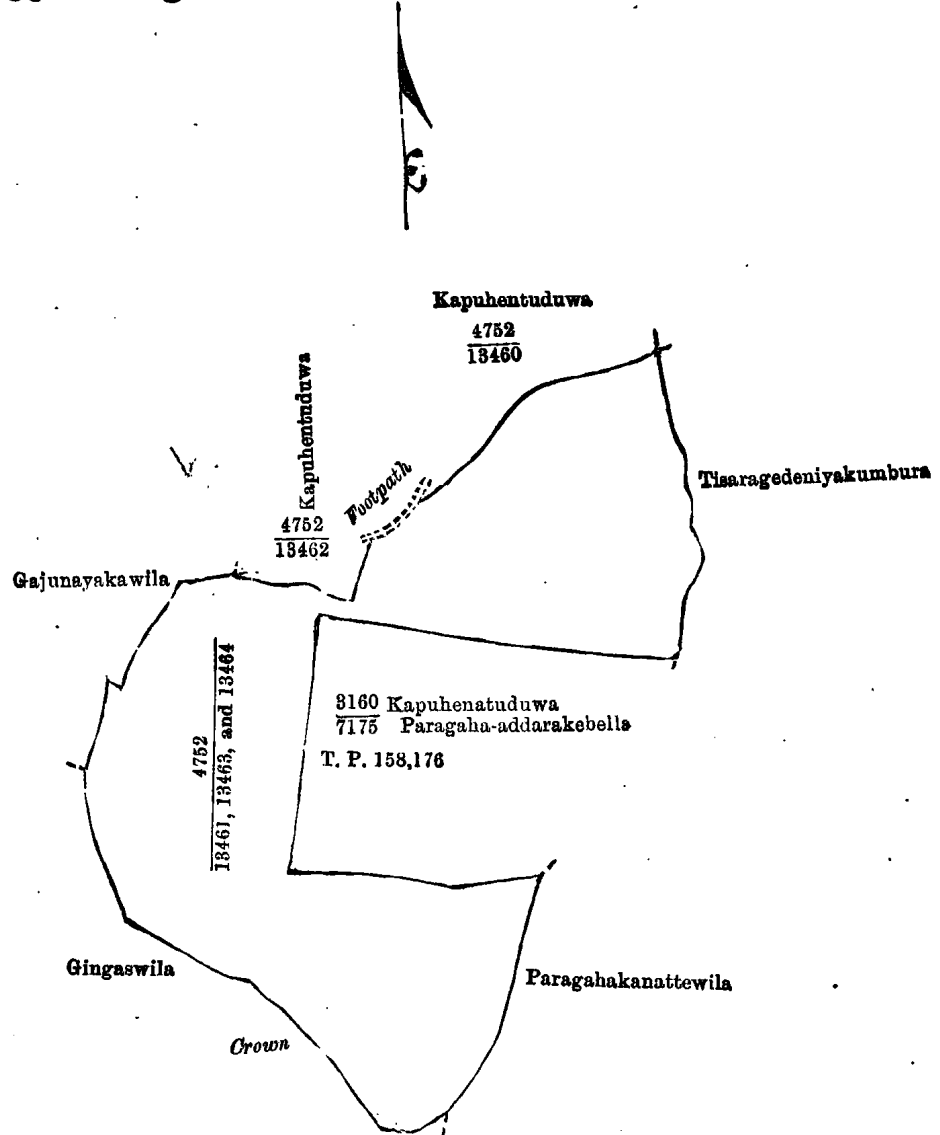 Kapuhentuduwa
4752
13460
Kapuhentuduwa
4752
13462
Footpath
Tisaragedeniyakumbura
Gajunayakawila
4752
13461, 13463, and 13464
3160 Kapuhenatuduwa
7175 Paragaha-addarakebella
T. P. 158,176
Gingaswila
Paragahakanattewila
Crown